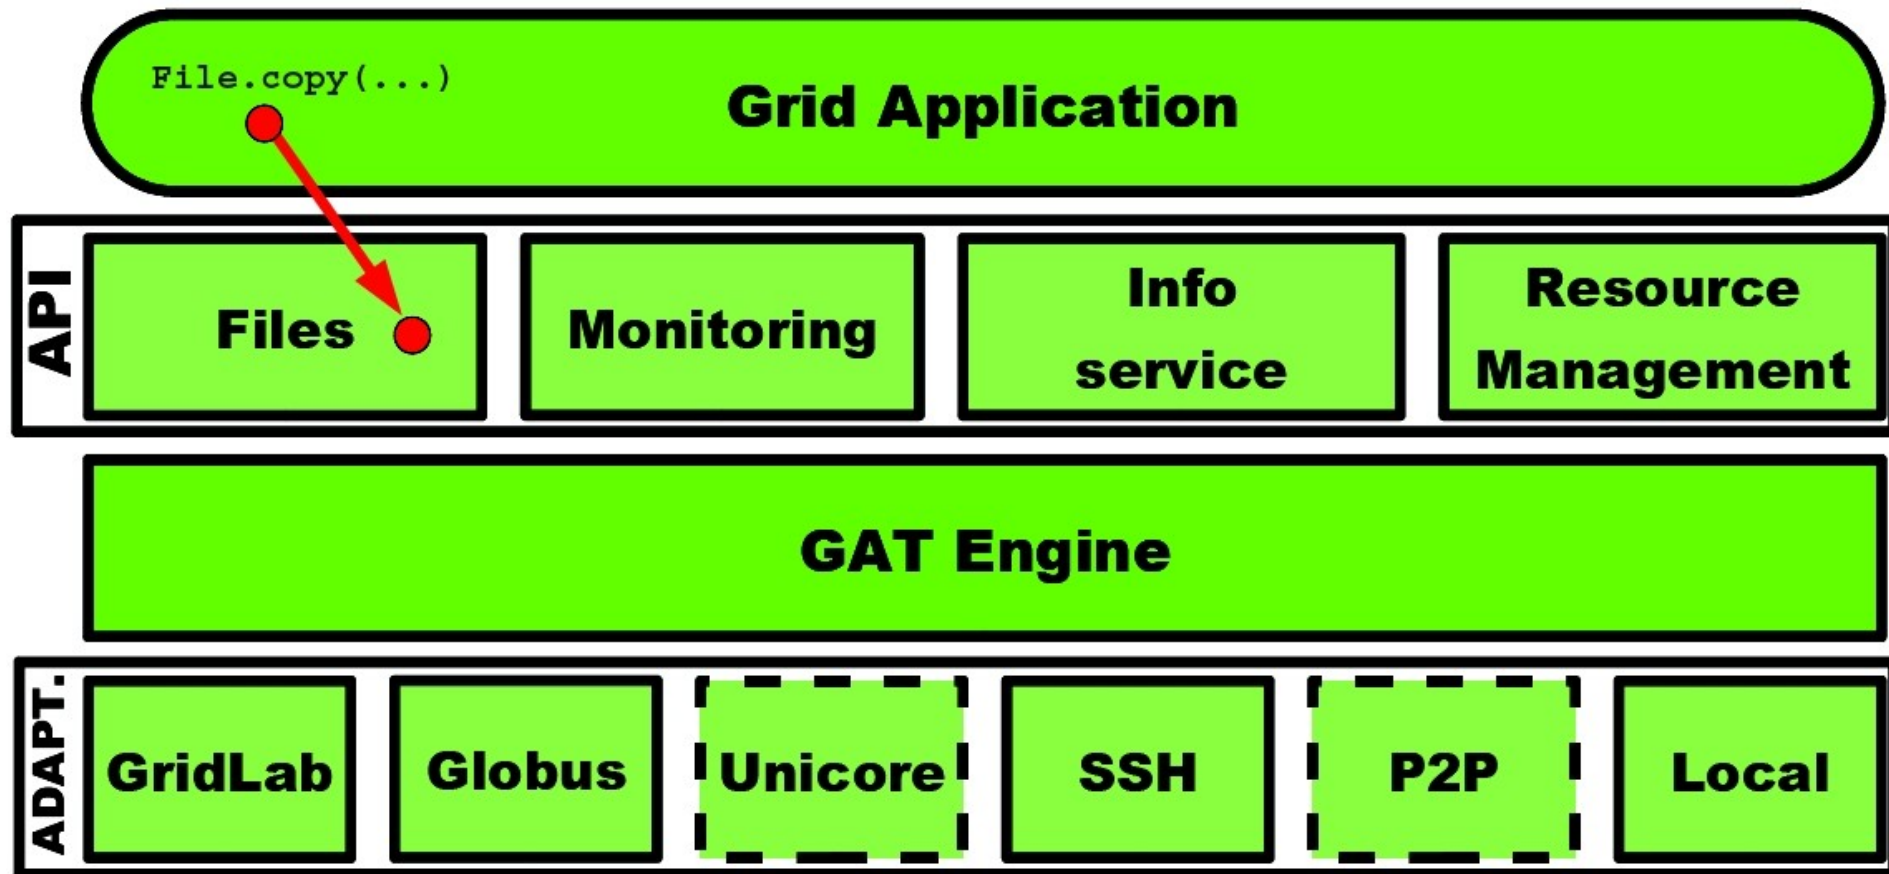 File.copy(...)
Grid Application
API
Files
Monitoring
Info
service
Resource
Management
GAT Engine
ADAPT.
GridLab
Globus
Unicore
SSH
P2P
Local